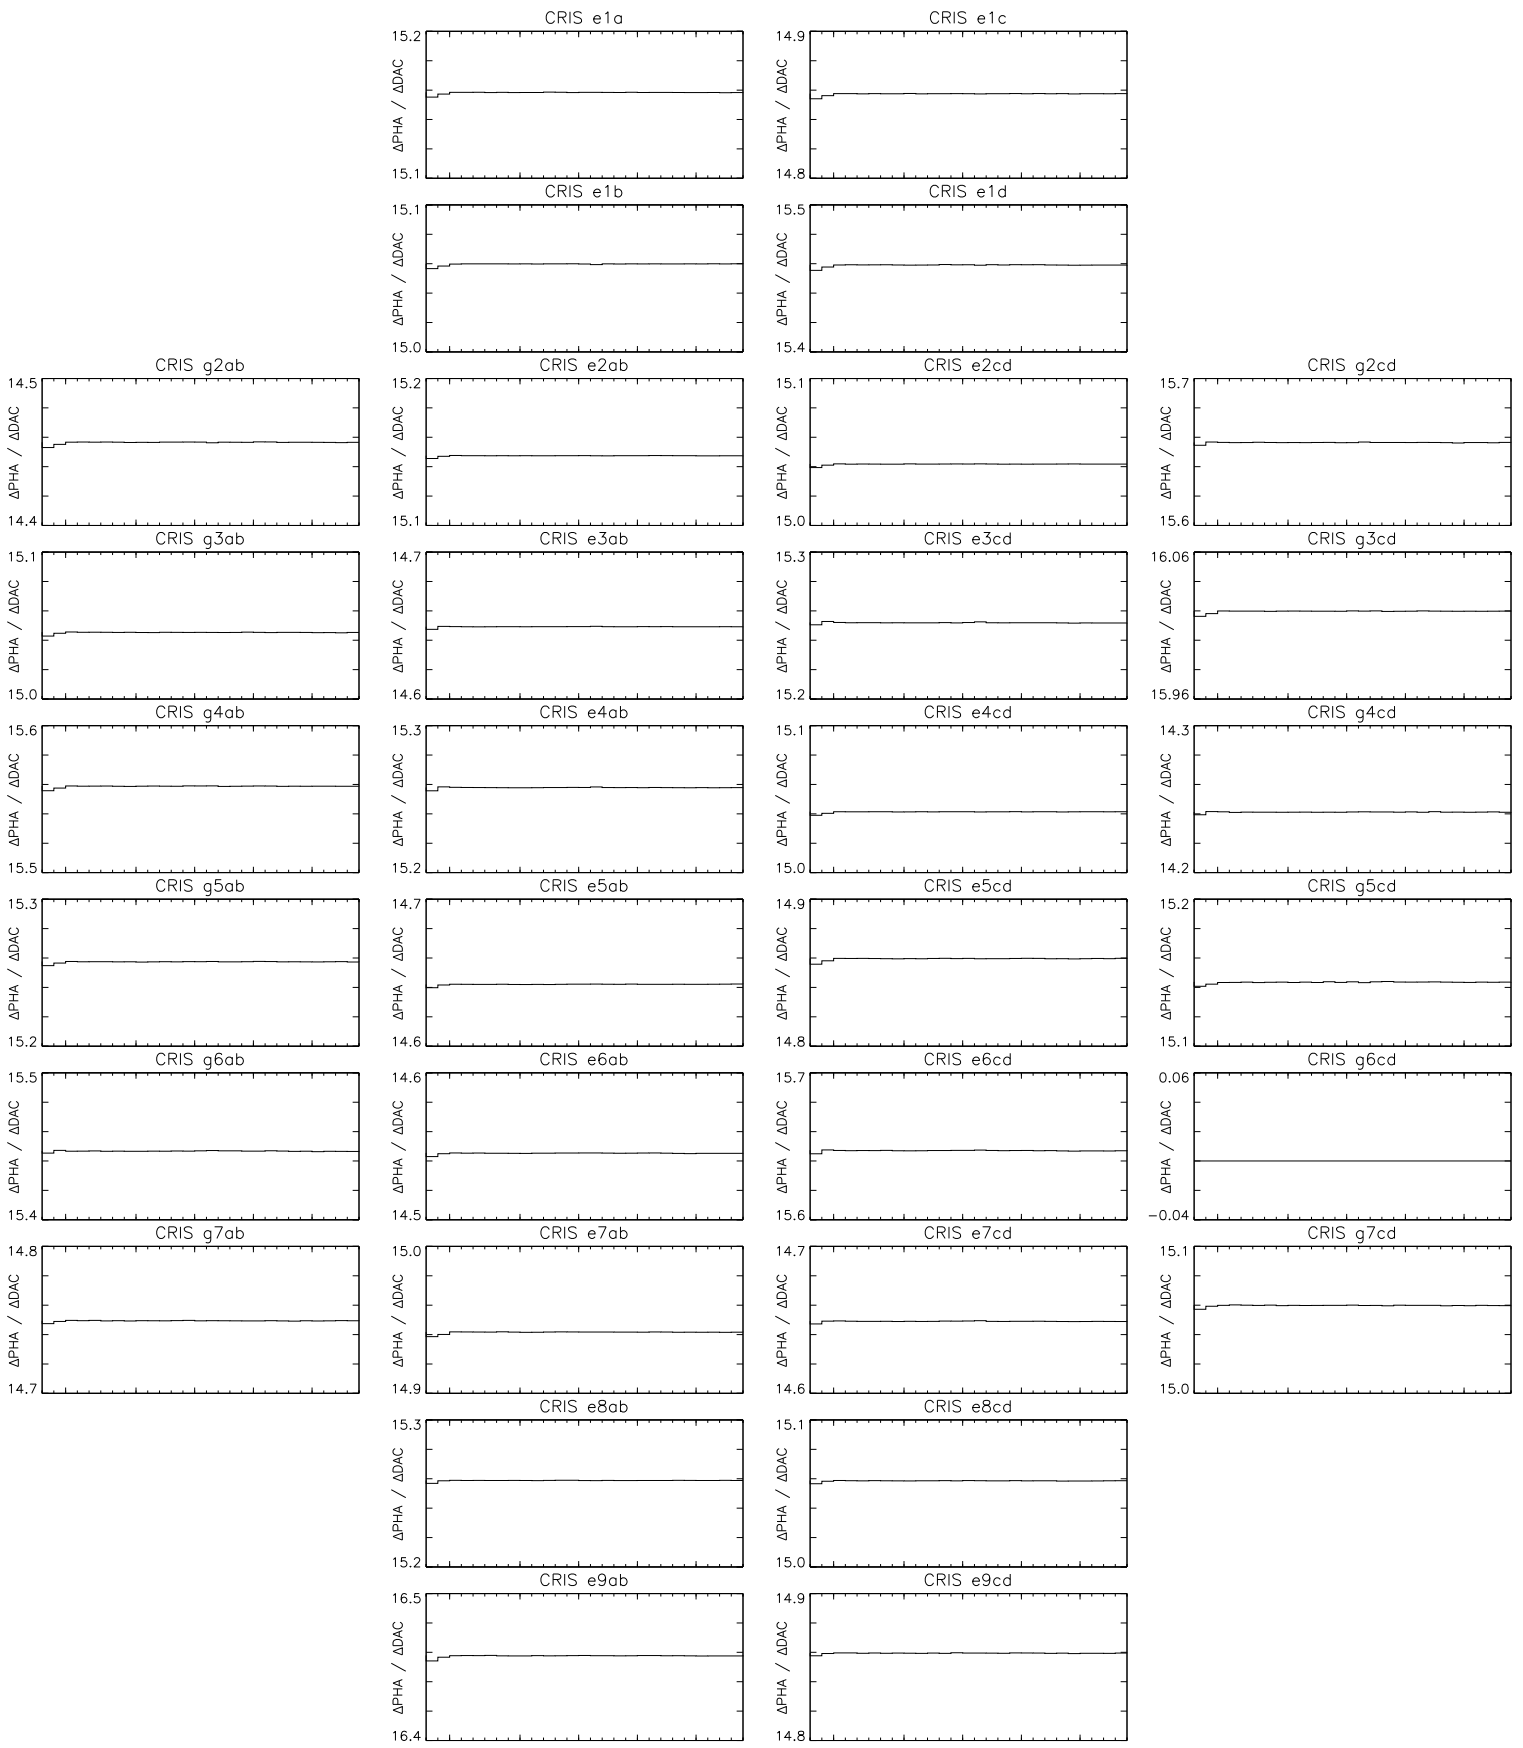 CRIS e1a
15.2
ΔPHA / ΔDAC
15.1
CRIS e1c
14.9
ΔPHA / ΔDAC
14.8
CRIS e1b
15.1
ΔPHA / ΔDAC
15.0
CRIS e1d
15.5
ΔPHA / ΔDAC
15.4
CRIS g2ab
14.5
ΔPHA / ΔDAC
14.4
CRIS e2ab
15.2
ΔPHA / ΔDAC
15.1
CRIS e2cd
15.1
ΔPHA / ΔDAC
15.0
CRIS g2cd
15.7
ΔPHA / ΔDAC
15.6
CRIS g3ab
15.1
ΔPHA / ΔDAC
15.0
CRIS e3ab
14.7
ΔPHA / ΔDAC
14.6
CRIS e3cd
15.3
ΔPHA / ΔDAC
15.2
CRIS g3cd
16.06
ΔPHA / ΔDAC
15.96
CRIS g4ab
15.6
ΔPHA / ΔDAC
15.5
CRIS e4ab
15.3
ΔPHA / ΔDAC
15.2
CRIS e4cd
15.1
ΔPHA / ΔDAC
15.0
CRIS g4cd
14.3
ΔPHA / ΔDAC
14.2
CRIS g5ab
15.3
ΔPHA / ΔDAC
15.2
CRIS e5ab
14.7
ΔPHA / ΔDAC
14.6
CRIS e5cd
14.9
ΔPHA / ΔDAC
14.8
CRIS g5cd
15.2
ΔPHA / ΔDAC
15.1
CRIS g6ab
15.5
ΔPHA / ΔDAC
15.4
CRIS e6ab
14.6
ΔPHA / ΔDAC
14.5
CRIS e6cd
15.7
ΔPHA / ΔDAC
15.6
CRIS g6cd
0.06
ΔPHA / ΔDAC
−0.04
CRIS g7ab
14.8
ΔPHA / ΔDAC
14.7
CRIS e7ab
15.0
ΔPHA / ΔDAC
14.9
CRIS e7cd
14.7
ΔPHA / ΔDAC
14.6
CRIS g7cd
15.1
ΔPHA / ΔDAC
15.0
CRIS e8ab
15.3
ΔPHA / ΔDAC
15.2
CRIS e8cd
15.1
ΔPHA / ΔDAC
15.0
CRIS e9ab
16.5
ΔPHA / ΔDAC
16.4
CRIS e9cd
14.9
ΔPHA / ΔDAC
14.8